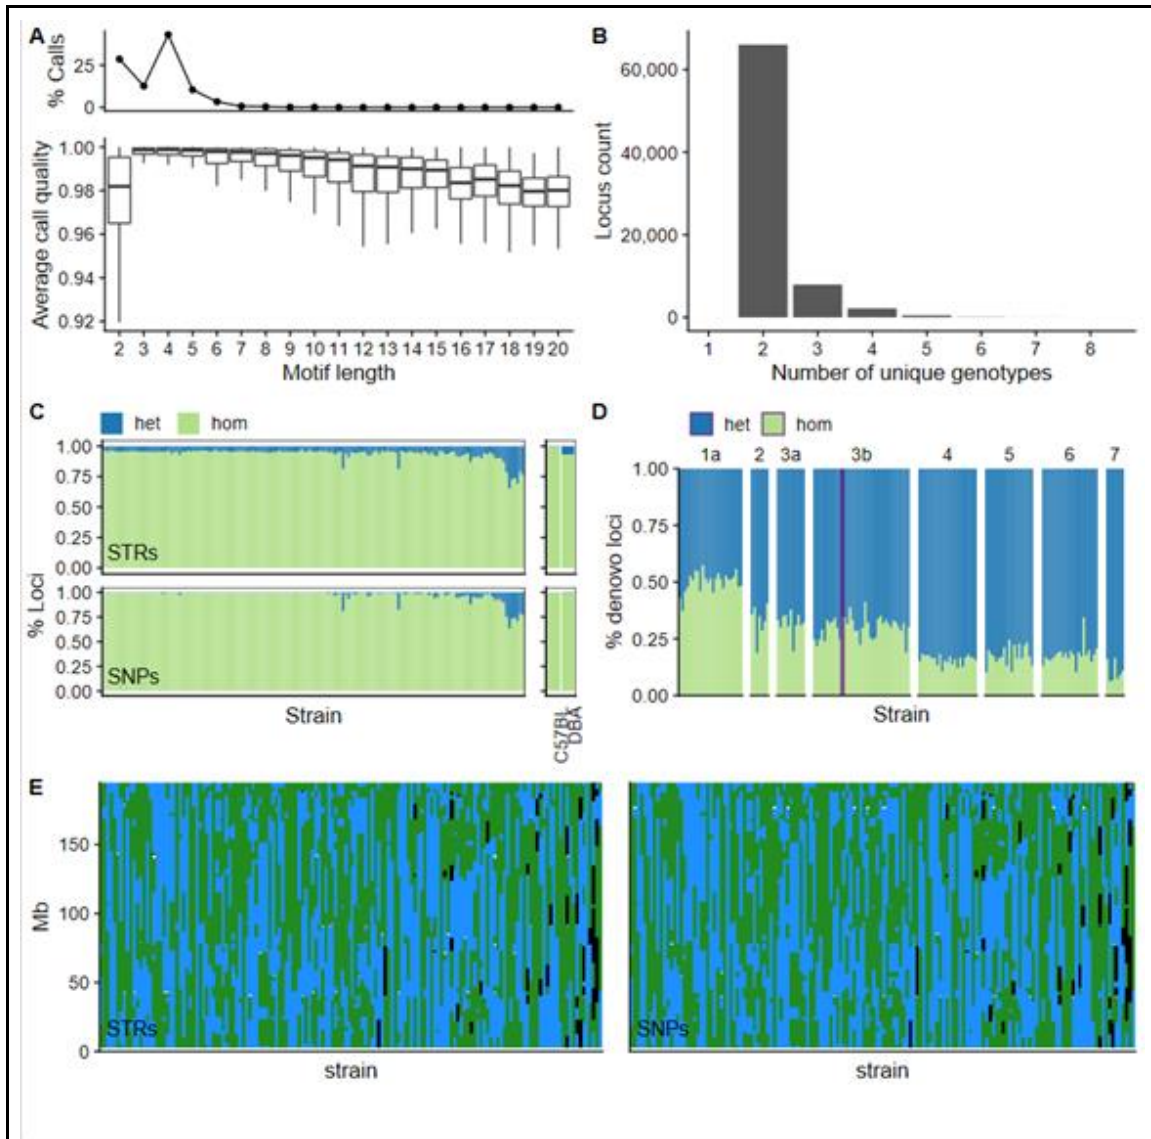 A
% Calls
25
0
Average call quality
1.00
0.98
0.96
0.94
0.92
2 3 4 5 6 7 8 9 10 11 12 13 14 15 16 17 18 19 20
Motif length
B
Locus count
60,000
40,000
20,000
0
1 2 3 4 5 6 7 8
Number of unique genotypes
C
het hom
% Loci
1.00
0.75
0.50
0.25
0.00
STRs
1.00
0.75
0.50
0.25
0.00
SNPs
Strain
C57BL
DBA
D
het hom
1a 2 3a 3b 4 5 6 7
% denovo loci
1.00
0.75
0.50
0.25
0.00
Strain
E
Mb
150
100
50
0
STRs
strain
SNPs
strain